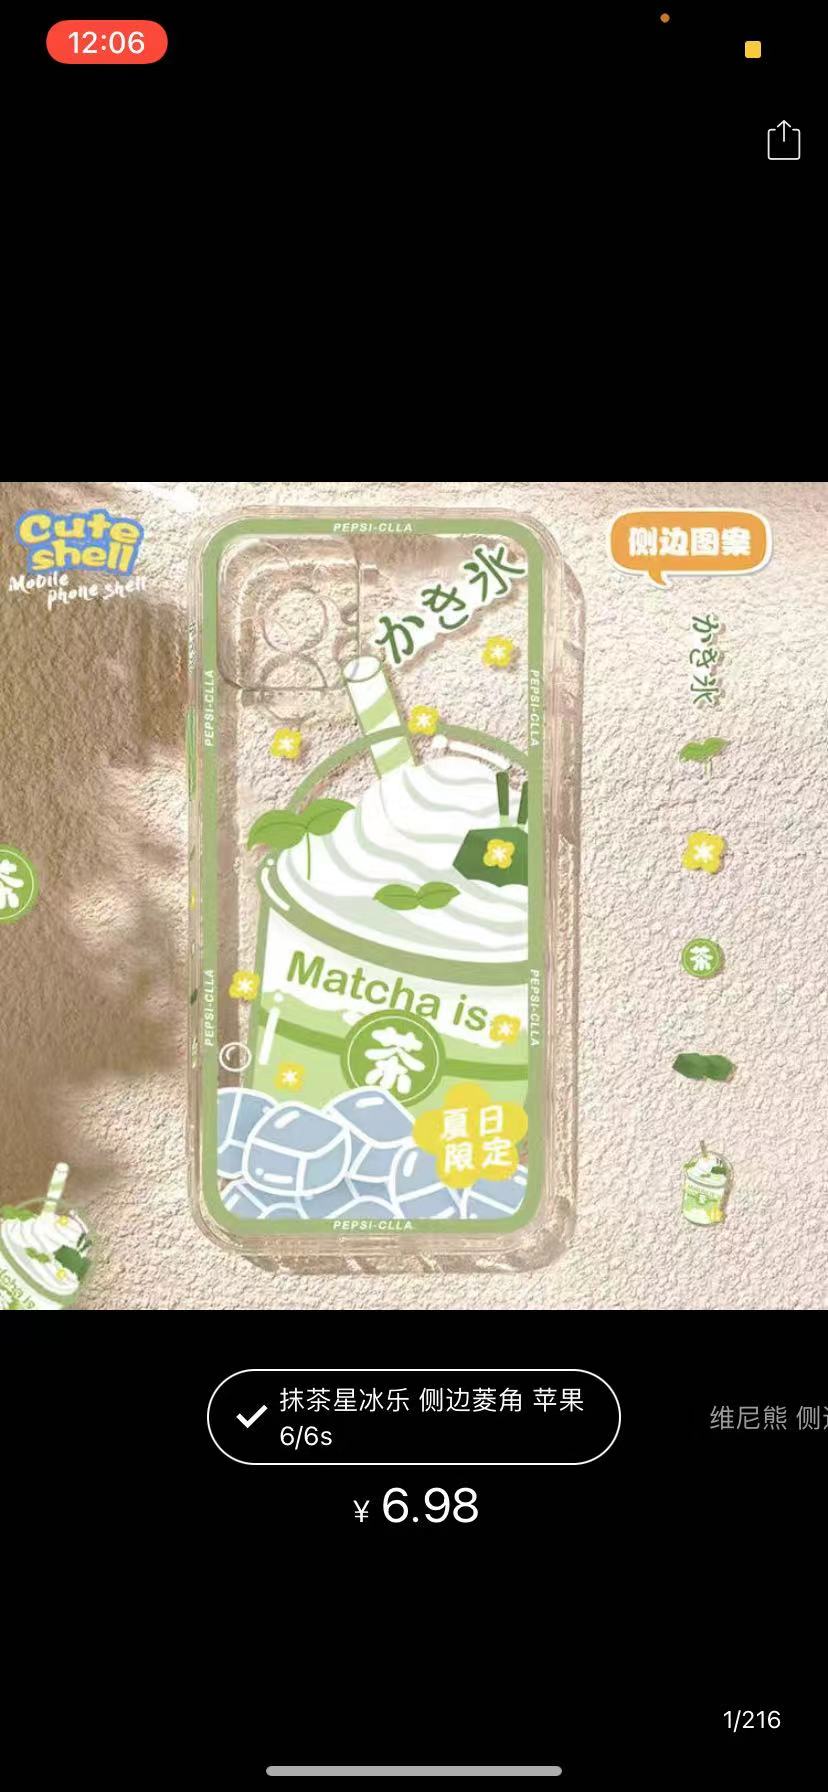 12:06
Cute
shell
Mobile
phone shell
PEPSI-CLLA
かき氷
侧边图案
かき氷
PEPSI-CLLA
PEPSI-CLLA
茶
茶
Matcha is
PEPSI-CLLA
PEPSI-CLLA
茶
夏日
限定
PEPSI-CLLA
抹茶星冰乐 侧边菱角 苹果
6/6s
维尼熊 侧
¥ 6.98
1/216